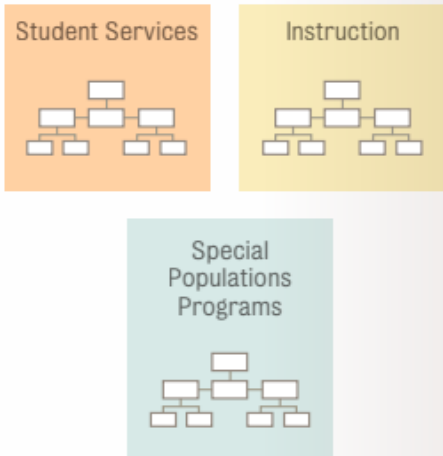 Student Services
Instruction
Special
Populations
Programs